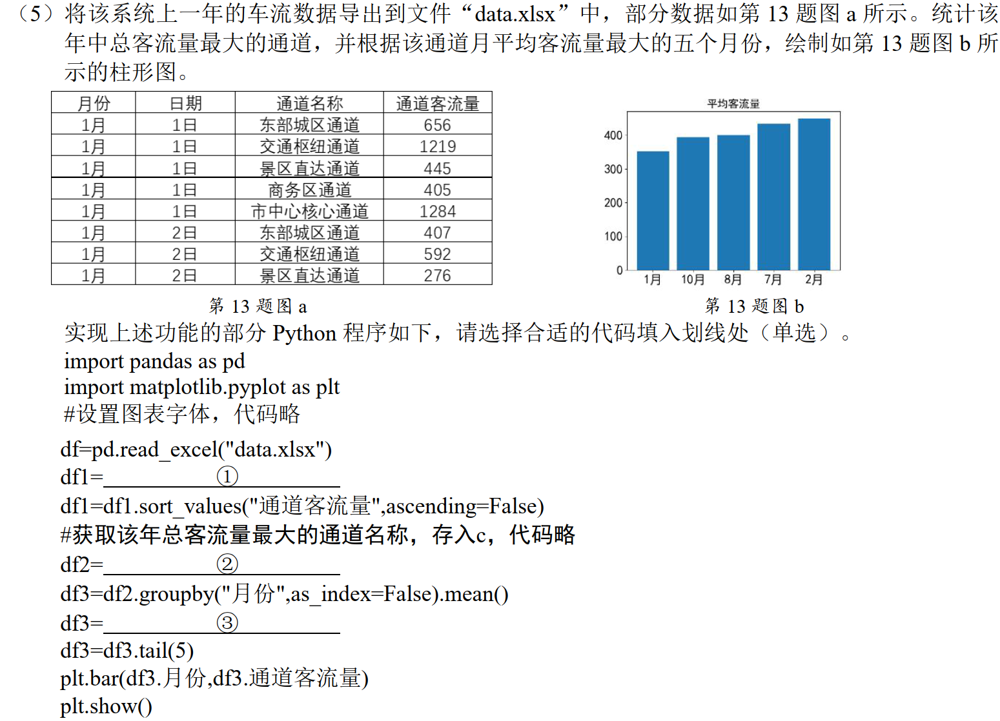 （5）将该系统上一年的车流数据导出到文件“data.xlsx”中，部分数据如第 13 题图 a 所示。统计该
年中总客流量最大的通道，并根据该通道月平均客流量最大的五个月份，绘制如第 13 题图 b 所
示的柱形图。
月份 日期 通道名称 通道客流量
1月 1日 东部城区通道 656
1月 1日 交通枢纽通道 1219
1月 1日 景区直达通道 445
1月 1日 商务区通道 405
1月 1日 市中心核心通道 1284
1月 2日 东部城区通道 407
1月 2日 交通枢纽通道 592
1月 2日 景区直达通道 276
第 13 题图 a
平均客流量
400
300
200
100
0
1月 10月 8月 7月 2月
第 13 题图 b
实现上述功能的部分 Python 程序如下，请选择合适的代码填入划线处（单选）。
import pandas as pd
import matplotlib.pyplot as plt
#设置图表字体，代码略
df=pd.read_excel("data.xlsx")
df1=①
df1=df1.sort_values("通道客流量",ascending=False)
#获取该年总客流量最大的通道名称，存入c，代码略
df2=②
df3=df2.groupby("月份",as_index=False).mean()
df3=③
df3=df3.tail(5)
plt.bar(df3.月份,df3.通道客流量)
plt.show()